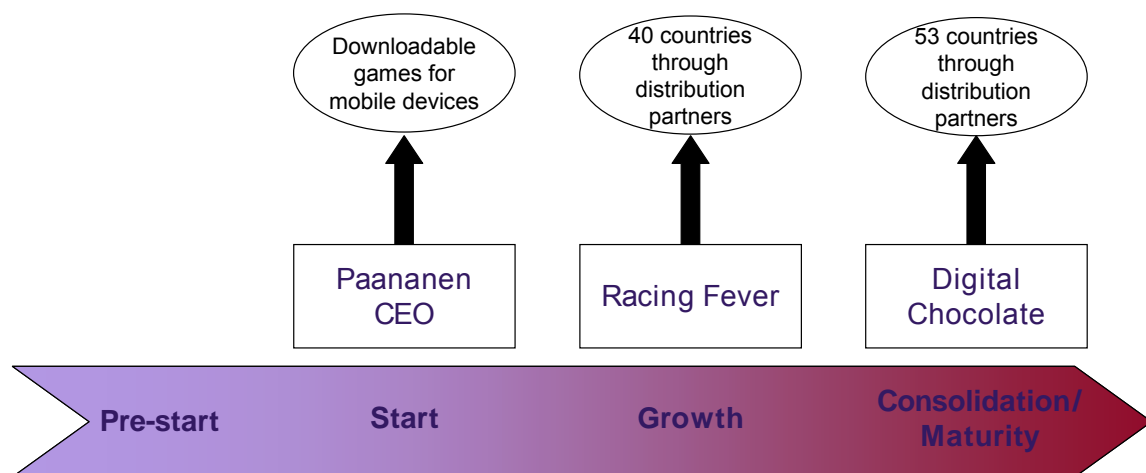 Downloadable
games for
mobile devices
40 countries
through
distribution
partners
53 countries
through
distribution
partners
Paananen
CEO
Racing Fever
Digital
Chocolate
Pre-start
Start
Growth
Consolidation/
Maturity